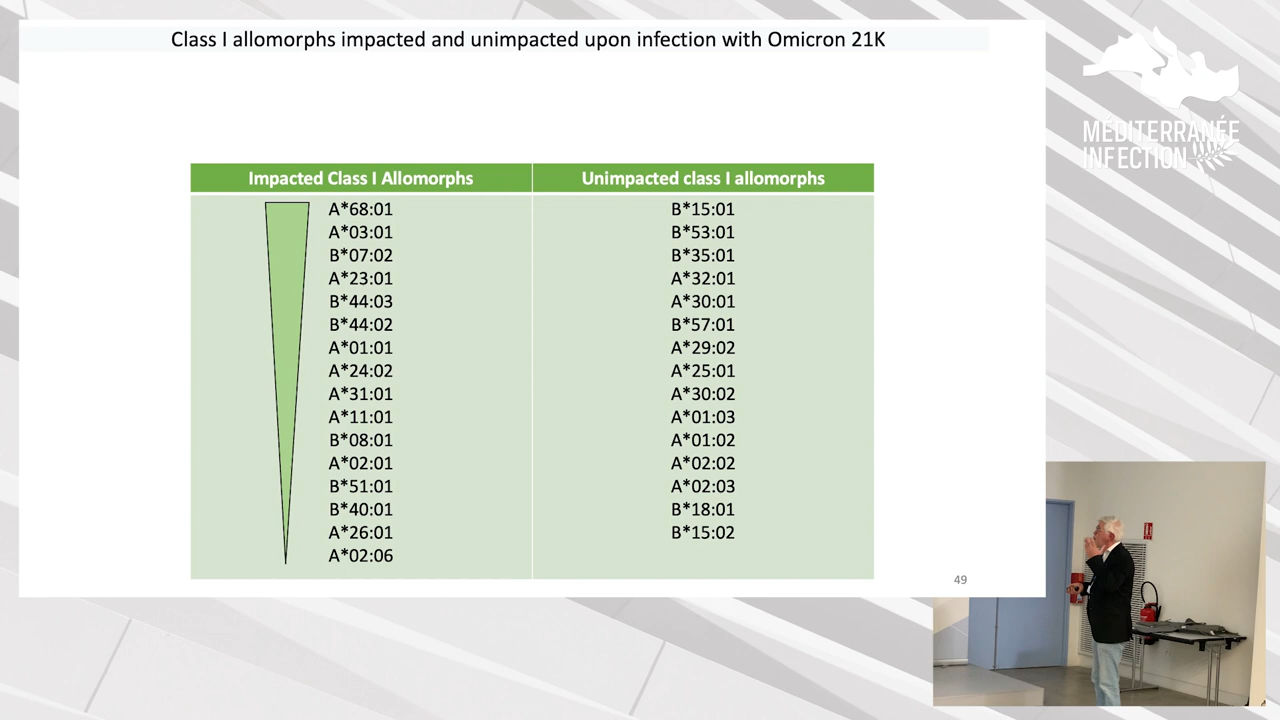 Class I allomorphs impacted and unimpacted upon infection with Omicron 21K
MÉDITERRANÉE
INFECTION
Impacted Class I Allomorphs Unimpacted class I allomorphs
A*68:01 B*15:01
A*03:01 B*53:01
B*07:02 B*35:01
A*23:01 A*32:01
B*44:03 A*30:01
B*44:02 B*57:01
A*01:01 A*29:02
A*24:02 A*25:01
A*31:01 A*30:02
A*11:01 A*01:03
B*08:01 A*01:02
A*02:01 A*02:02
B*51:01 A*02:03
B*40:01 B*18:01
A*26:01 B*15:02
A*02:06
49